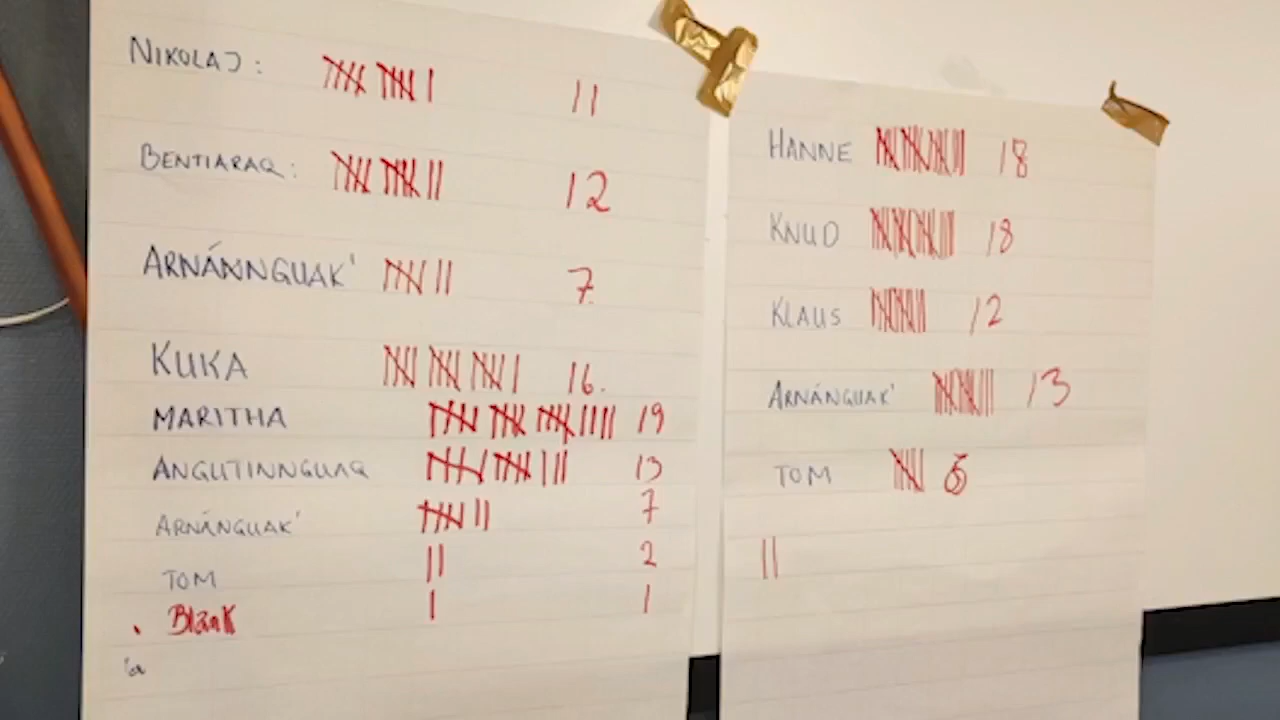 NIKOLAJ: 11
BENTIARAQ: 12
ARNÁNNGUAK' 7.
KUKA 16.
MARITHA 19
ANGUTINNGUAQ 13
ARNÁNGUAK' 7
TOM 2
Blank 1
HANNE 18
KNUD 18
KLAUS 12
ARNÁNGUAK' 13
TOM